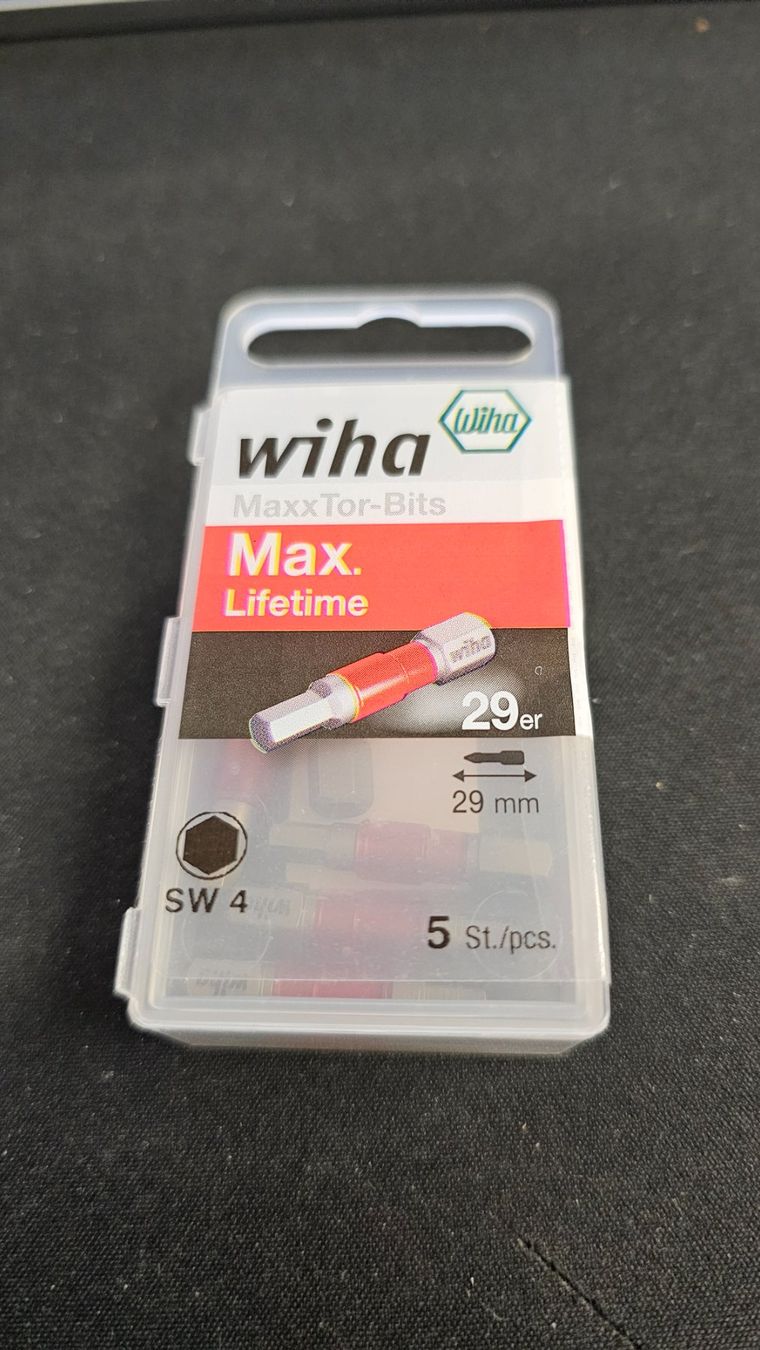 wiha
Wiha
MaxxTor-Bits
Max.
Lifetime
wiha
29er
29 mm
SW 4
5 St./pcs.